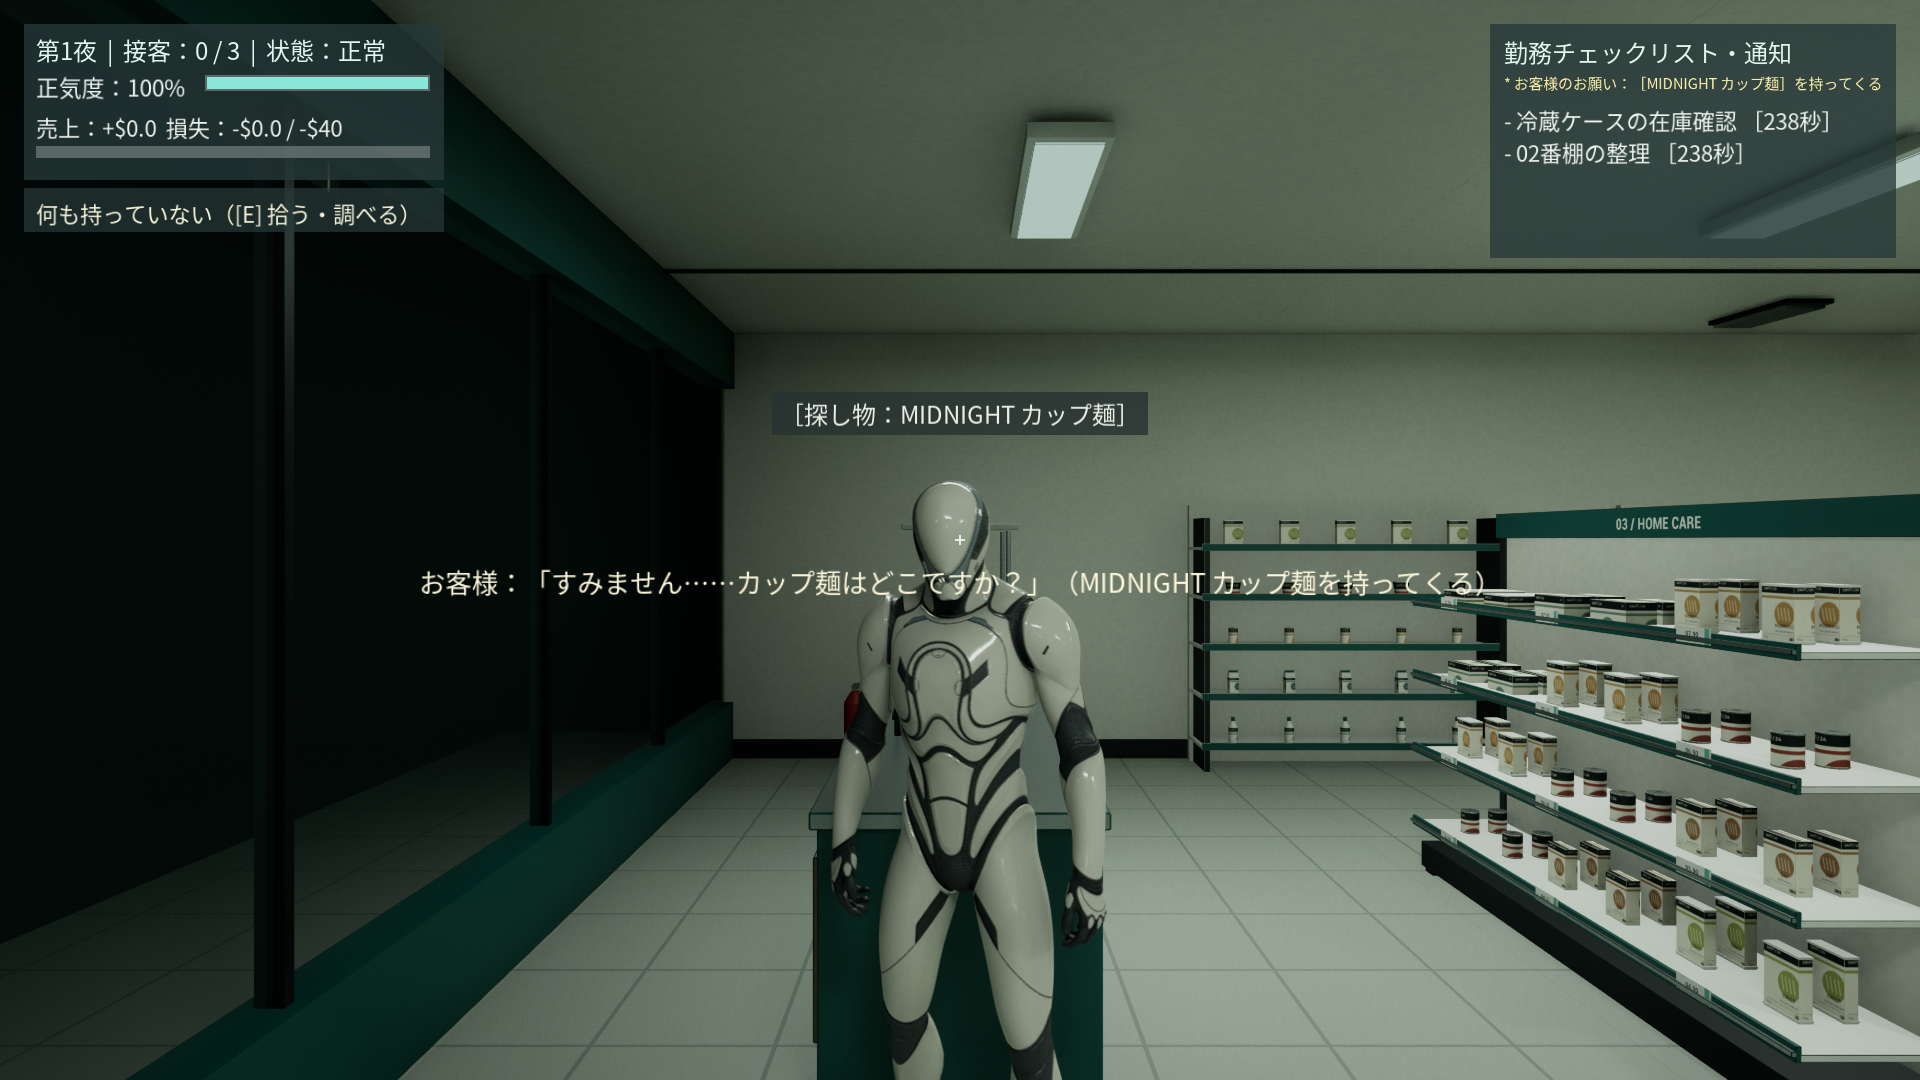 第1夜 | 接客：0 / 3 | 状態：正常
正気度：100%
売上：+$0.0 損失：-$0.0 / -$40
何も持っていない（[E] 拾う・調べる）
勤務チェックリスト・通知
* お客様のお願い：［MIDNIGHT カップ麺］を持ってくる
- 冷蔵ケースの在庫確認 ［238秒］
- 02番棚の整理 ［238秒］
［探し物：MIDNIGHT カップ麺］
03 / HOME CARE
お客様：「すみません……カップ麺はどこですか？」（MIDNIGHT カップ麺を持ってくる）